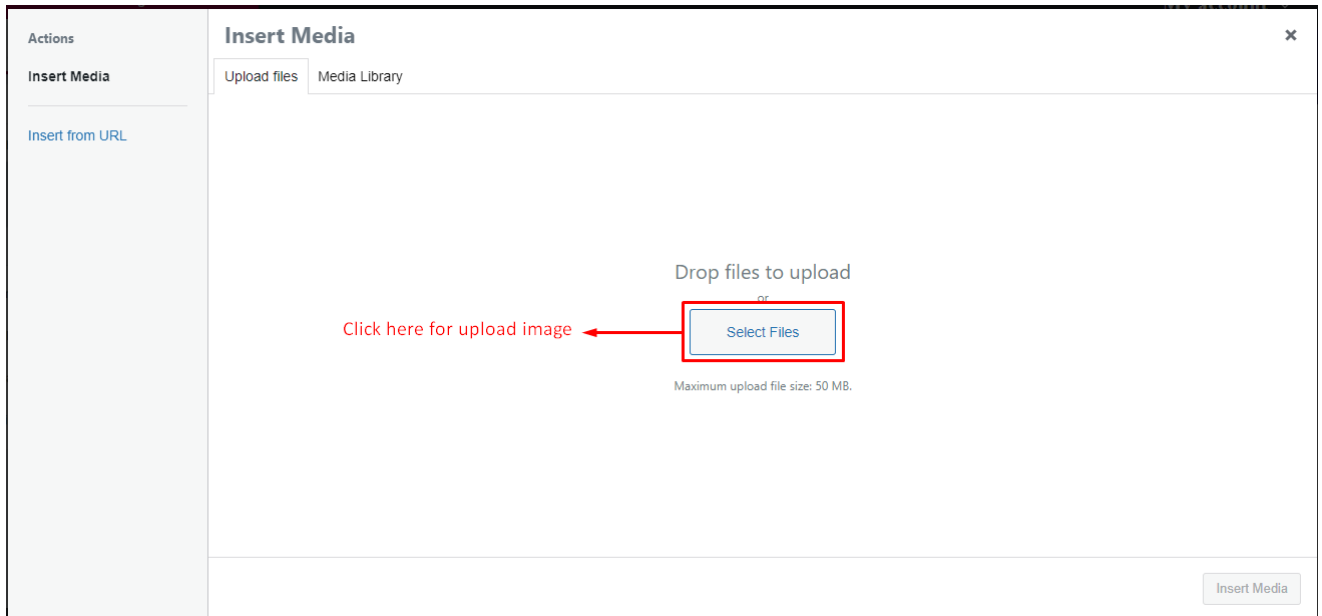 Actions
Insert Media
Insert from URL
Insert Media
Upload files
Media Library
Drop files to upload
or
Click here for upload image
Select Files
Maximum upload file size: 50 MB.
Insert Media